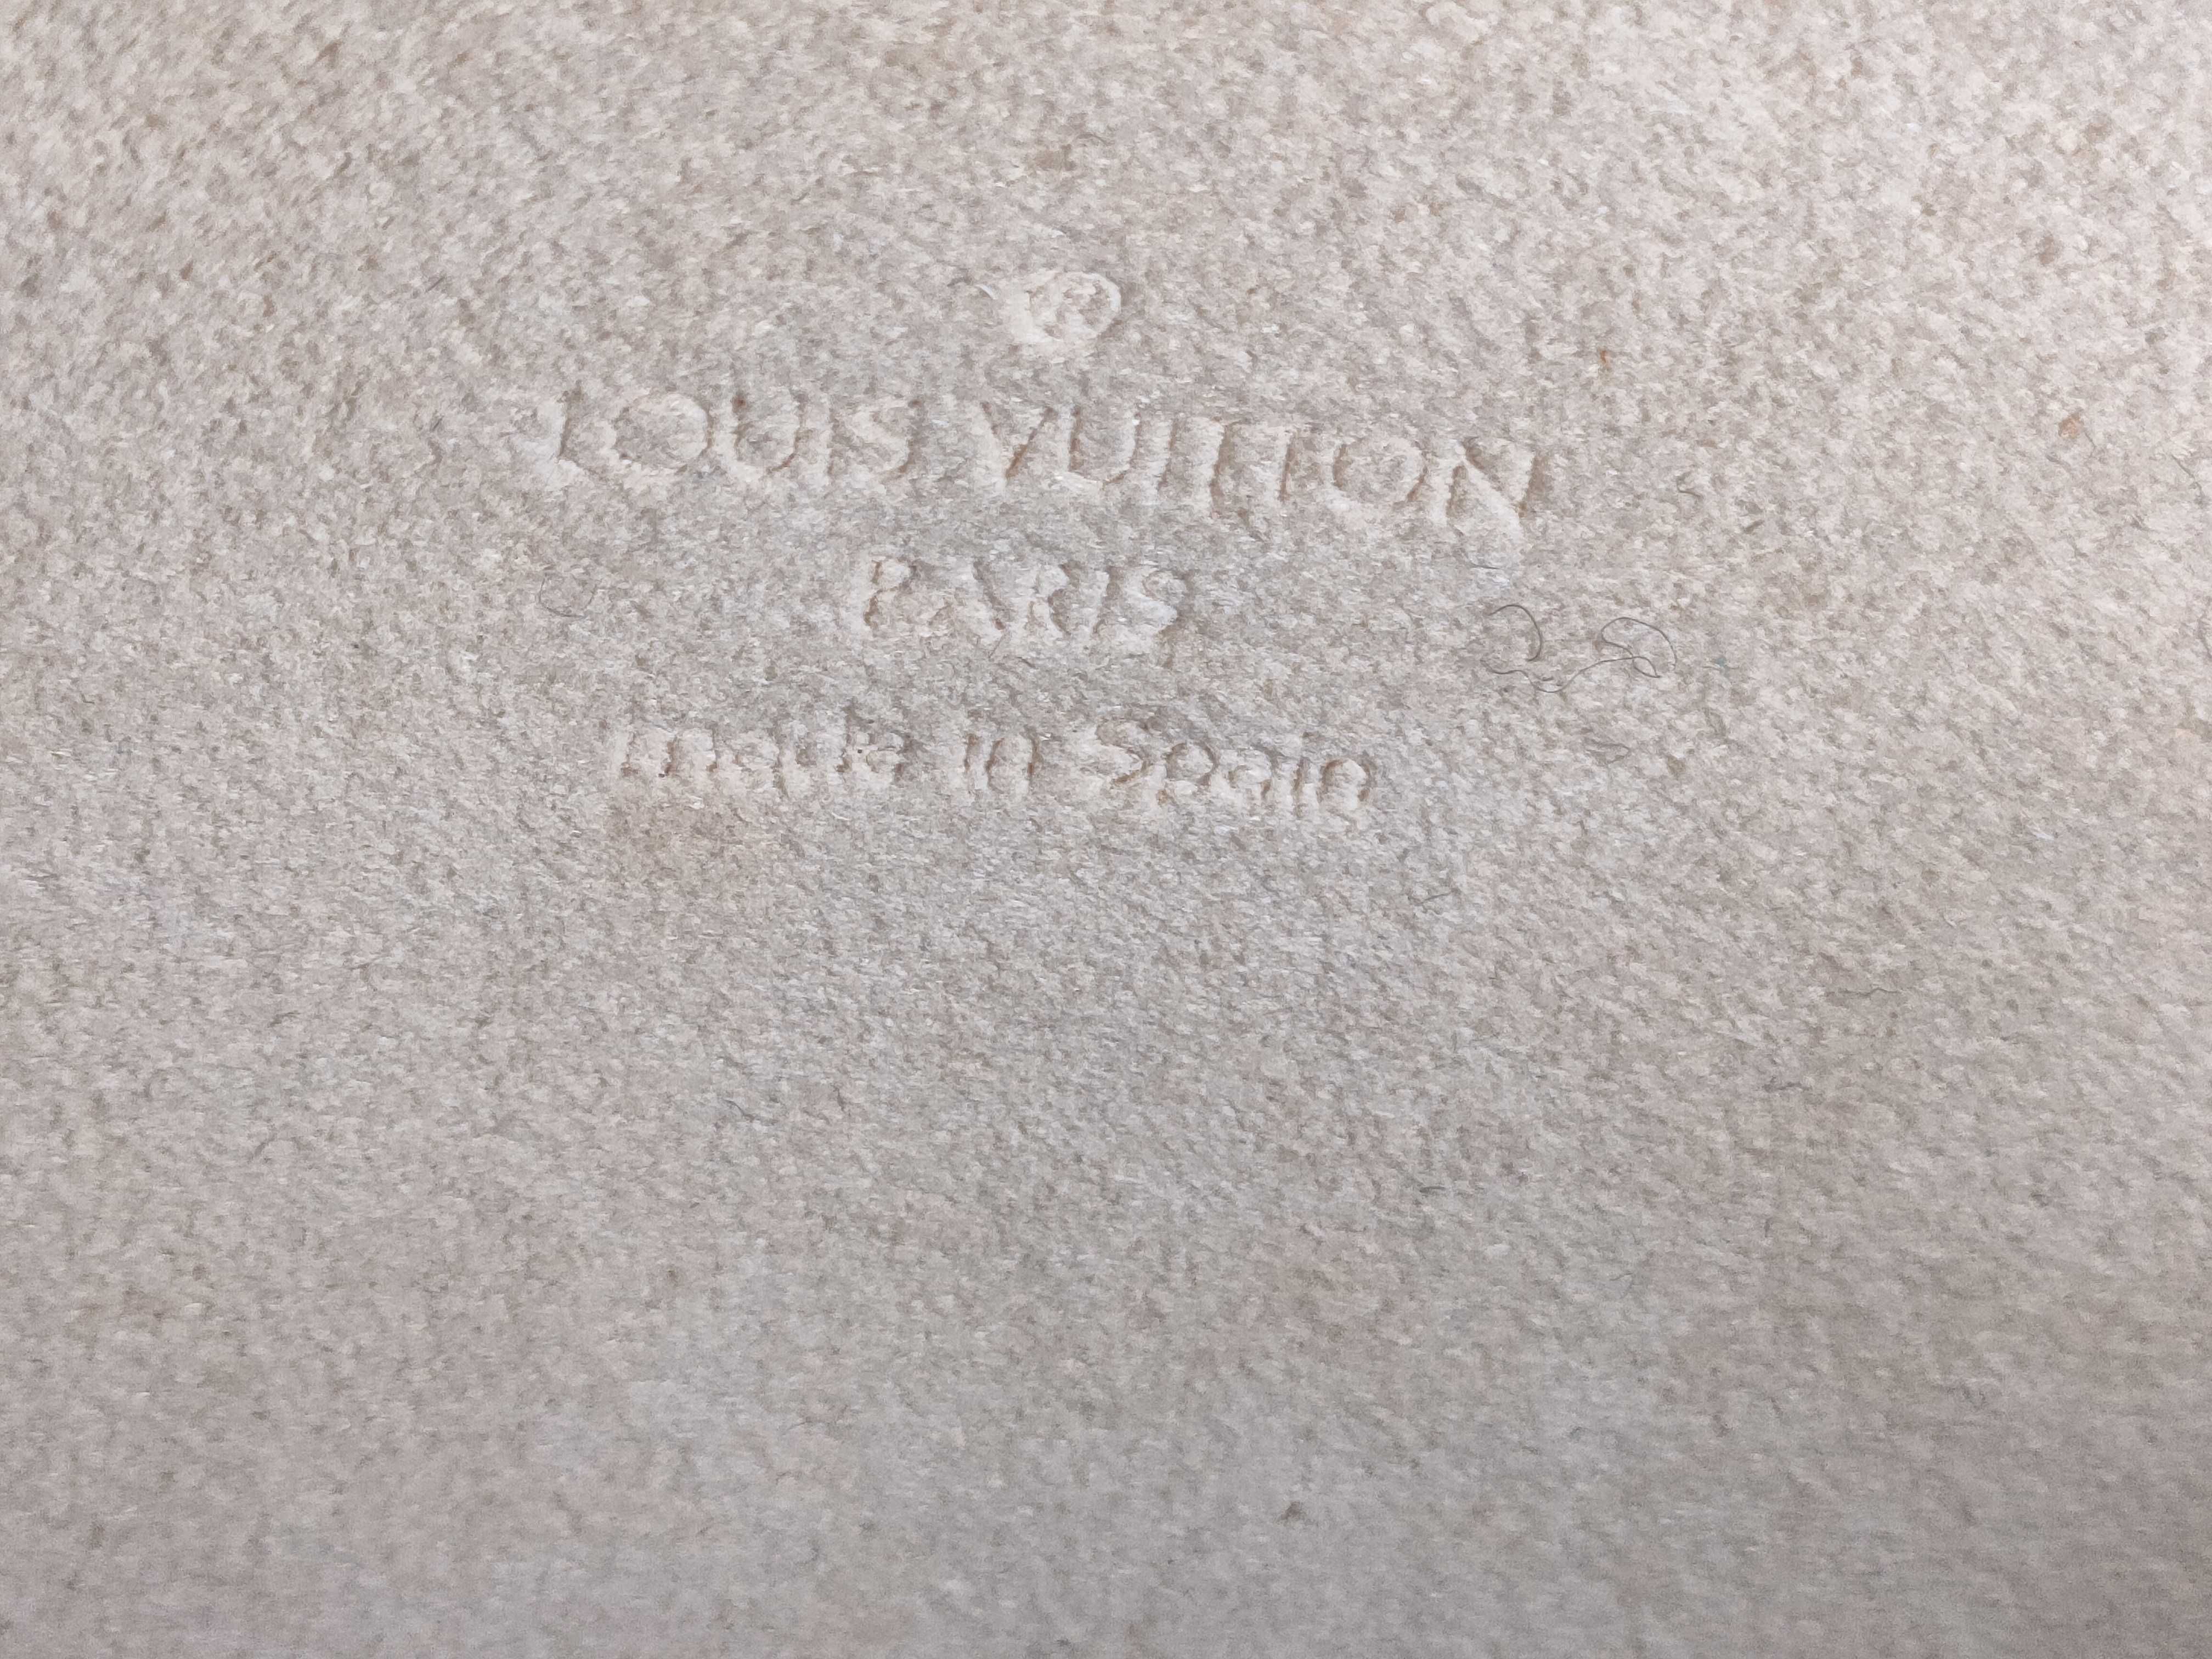 ®
LOUIS VUITTON
PARIS
made in Spain